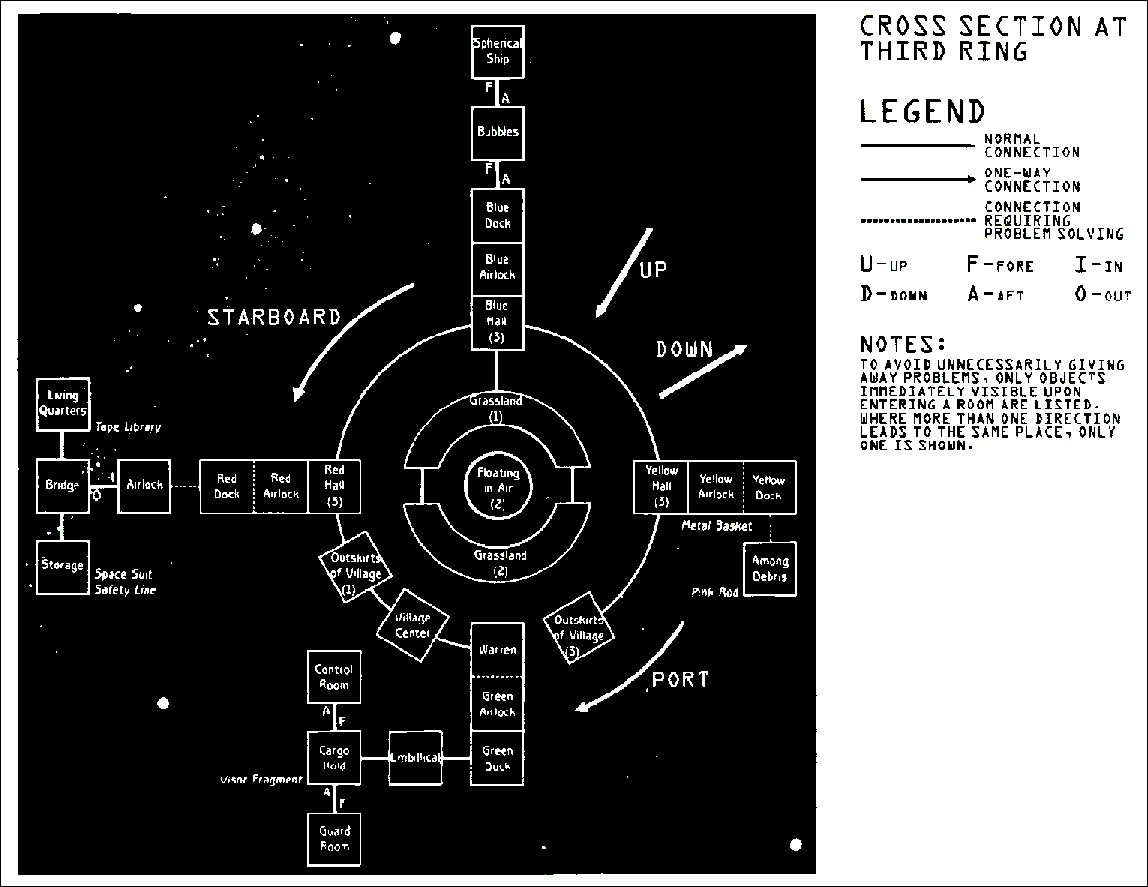 CROSS SECTION AT
THIRD RING
LEGEND
NORMAL
CONNECTION
ONE-WAY
CONNECTION
CONNECTION
REQUIRING
PROBLEM SOLVING
U-UP F-FORE I-IN
D-DOWN A-AFT O-OUT
NOTES:
TO AVOID UNNECESSARILY GIVING
AWAY PROBLEMS, ONLY OBJECTS
IMMEDIATELY VISIBLE UPON
ENTERING A ROOM ARE LISTED.
WHERE MORE THAN ONE DIRECTION
LEADS TO THE SAME PLACE, ONLY
ONE IS SHOWN.
Spherical
Ship
F
A
Bubbles
F
A
Blue
Dock
Blue
Airlock
Blue
Hall
(3)
UP
STARBOARD
DOWN
Living
Quarters
Tape Library
Grassland
(1)
Bridge
I
O
Airlock
Red
Dock
Red
Airlock
Red
Hall
(3)
Floating
in Air
(2)
Yellow
Hall
(3)
Yellow
Airlock
Yellow
Dock
Metal Basket
Storage
Space Suit
Safety Line
Outskirts
of Village
(1)
Grassland
(2)
Among
Debris
Pink Rod
Village
Center
Outskirts
of Village
(3)
Warren
PORT
Control
Room
A
F
Green
Airlock
Cargo
Hold
Umbilical
Green
Dock
Visor Fragment
A
F
Guard
Room